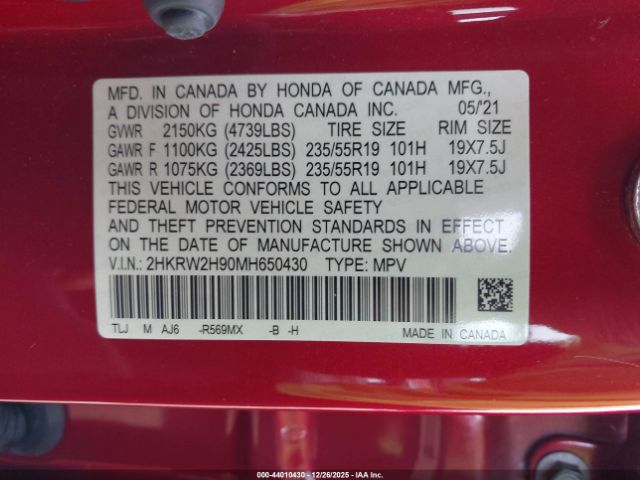 MFD. IN CANADA BY HONDA OF CANADA MFG.,
A DIVISION OF HONDA CANADA INC. 05/'21
GVWR 2150KG (4739LBS) TIRE SIZE RIM SIZE
GAWR F 1100KG (2425LBS) 235/55R19 101H 19X7.5J
GAWR R 1075KG (2369LBS) 235/55R19 101H 19X7.5J
THIS VEHICLE CONFORMS TO ALL APPLICABLE
FEDERAL MOTOR VEHICLE SAFETY
AND THEFT PREVENTION STANDARDS IN EFFECT
ON THE DATE OF MANUFACTURE SHOWN ABOVE.
V.I.N.: 2HKRW2H90MH650430 TYPE: MPV
TLJ M AJ6 -R569MX -B -H MADE IN CANADA
000-44010430 - 12/26/2025 - IAAI.com